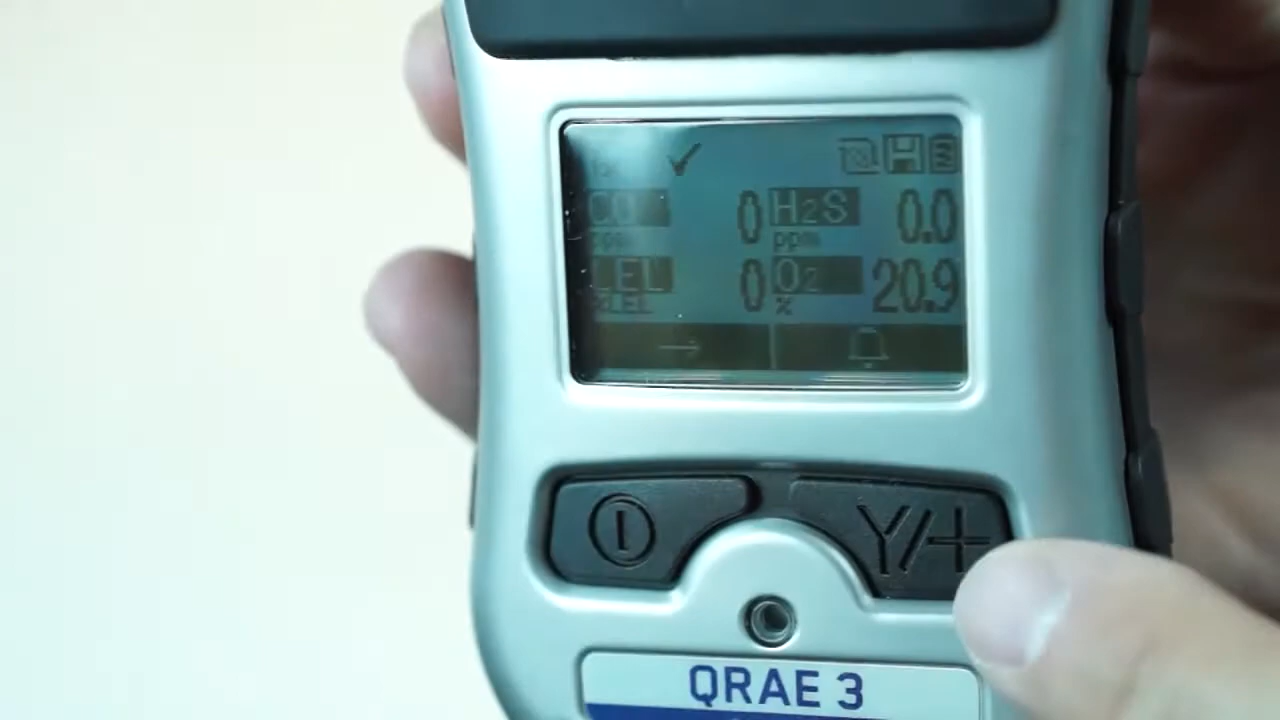 CO 0 H2S 0.0
ppm ppm
LEL 0 O2 20.9
%LEL %
Y/+
QRAE 3